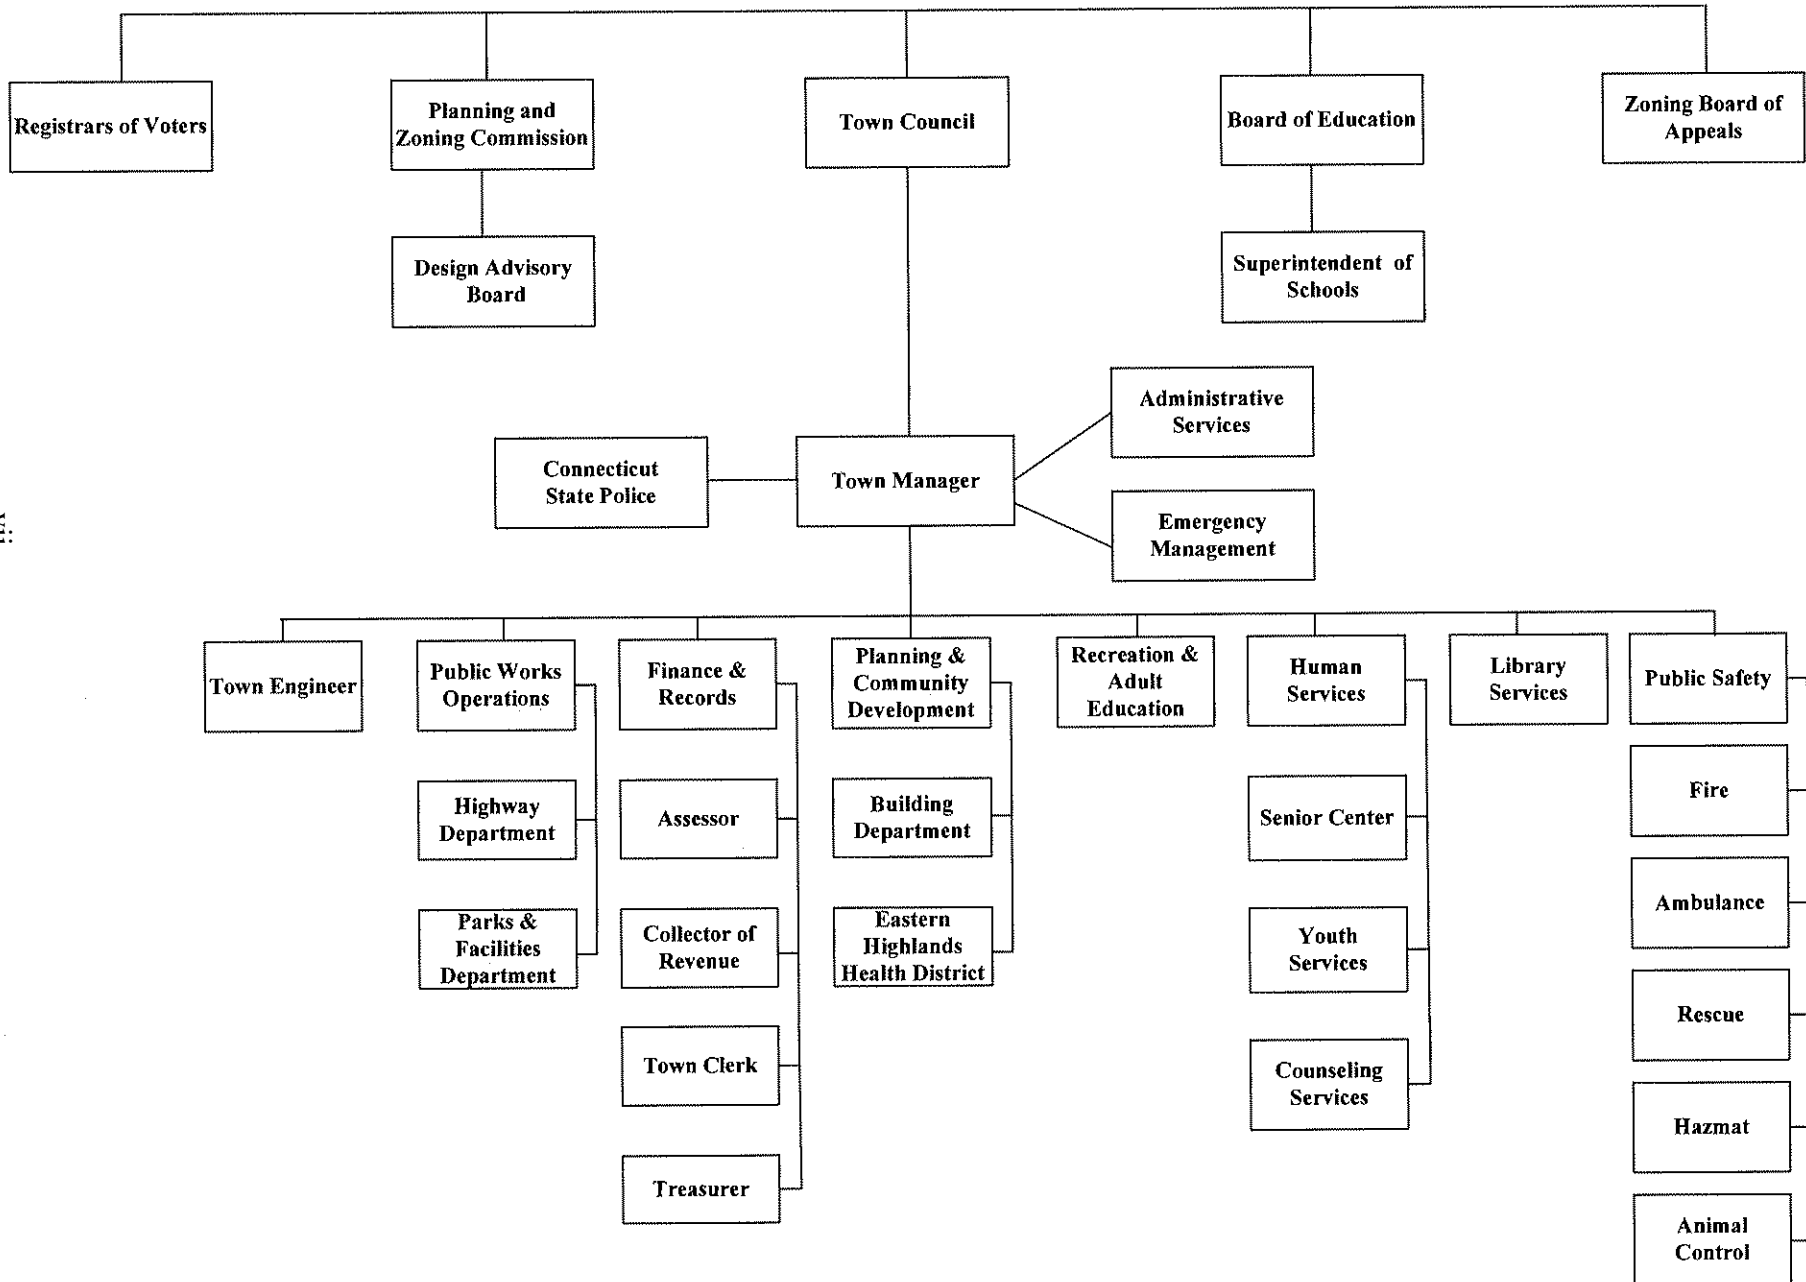 Registrars of Voters
Planning and
Zoning Commission
Town Council
Board of Education
Zoning Board of
Appeals
Design Advisory
Board
Superintendent of
Schools
Administrative
Services
Connecticut
State Police
Town Manager
Emergency
Management
Town Engineer
Public Works
Operations
Finance &
Records
Planning &
Community
Development
Recreation &
Adult
Education
Human
Services
Library
Services
Public Safety
Highway
Department
Assessor
Building
Department
Senior Center
Fire
Parks &
Facilities
Department
Collector of
Revenue
Eastern
Highlands
Health District
Youth
Services
Ambulance
Town Clerk
Counseling
Services
Rescue
Treasurer
Hazmat
Animal
Control